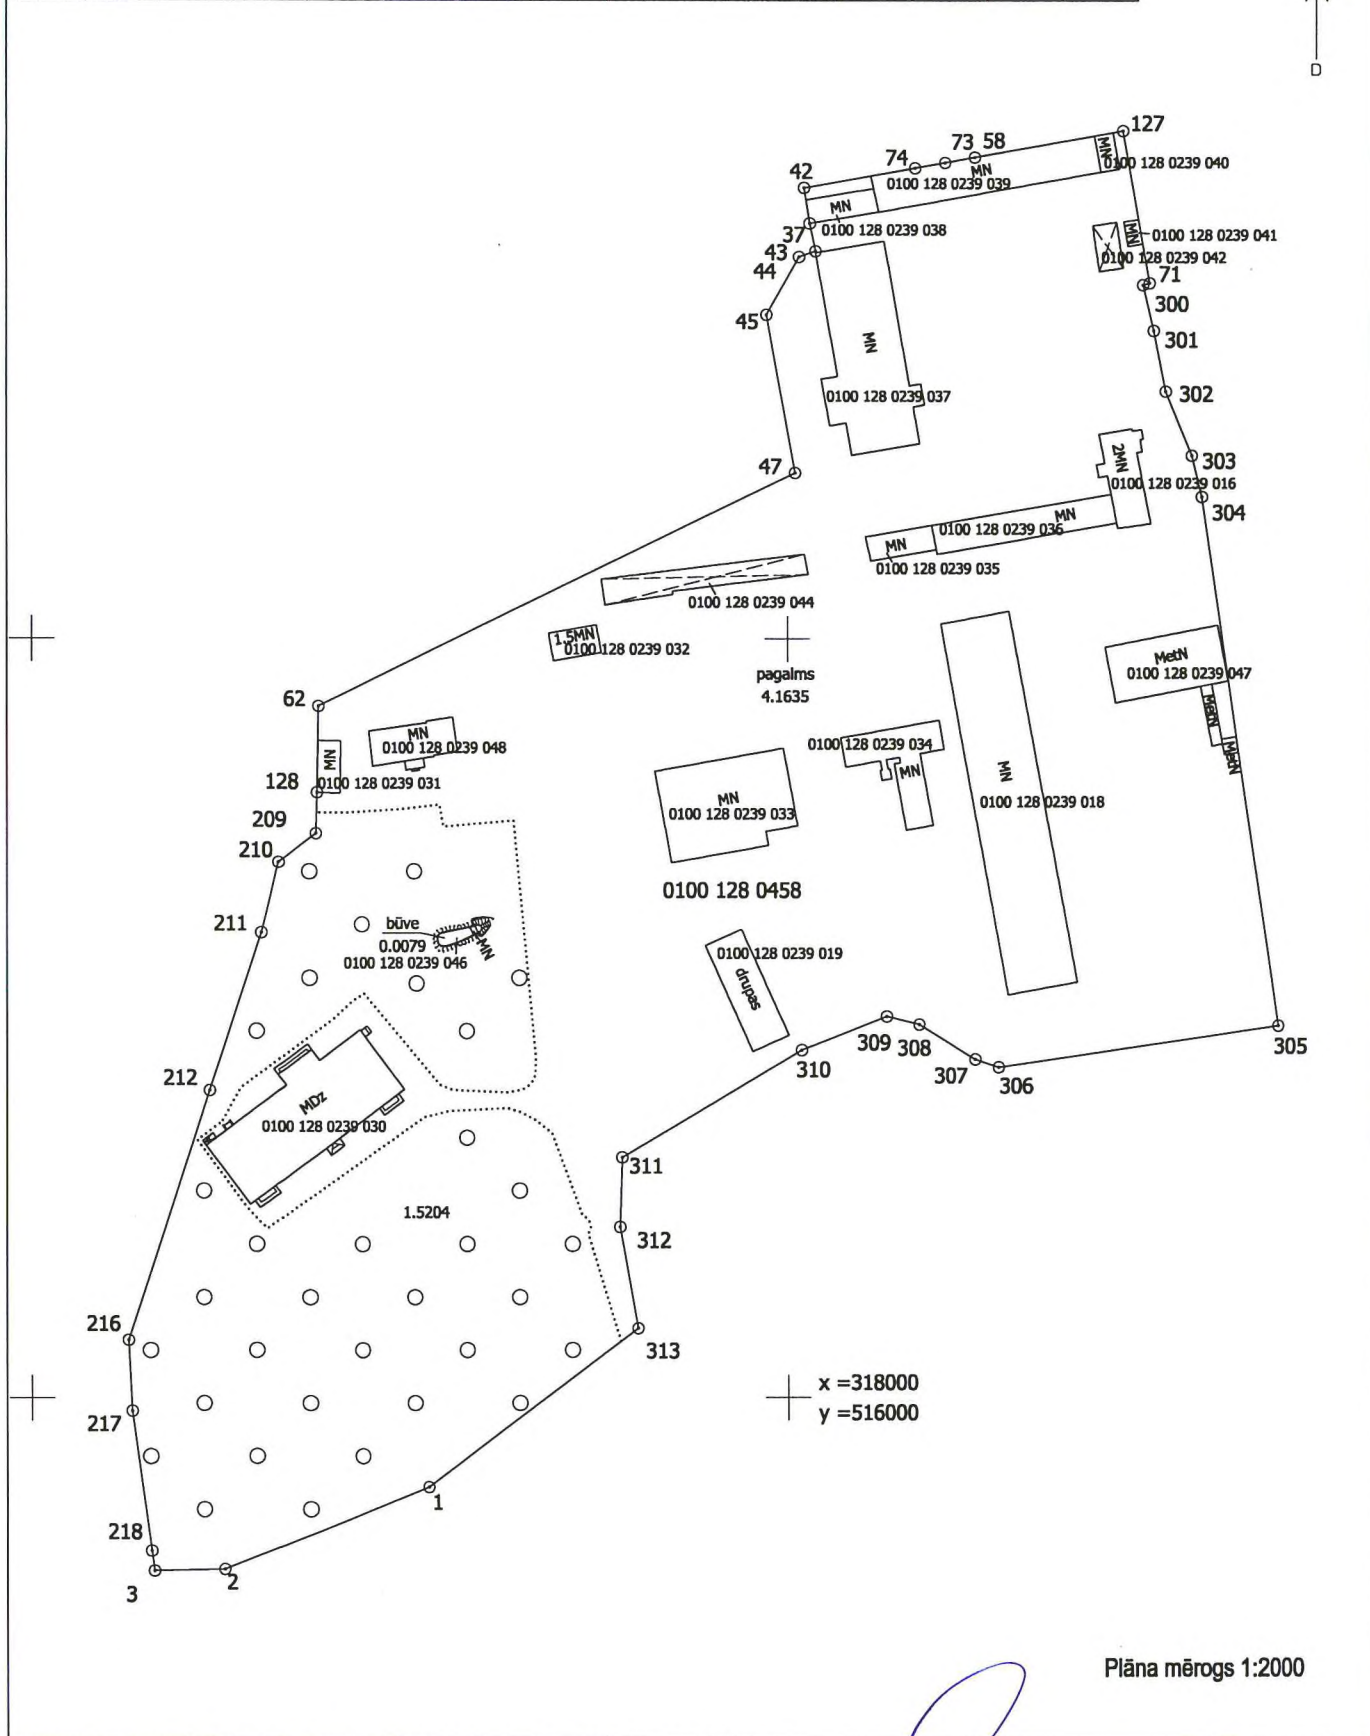 D
127
73 58
74
MN
0100 128 0239 040
42
MN
0100 128 0239 039
MN
37
0100 128 0239 038
MN
0100 128 0239 041
43
0100 128 0239 042
44
71
300
45
301
MN
302
0100 128 0239 037
47
303
2MN
0100 128 0239 016
304
MN
0100 128 0239 036
MN
0100 128 0239 035
0100 128 0239 044
1.5MN
0100 128 0239 032
pagalms
4.1635
MetN
0100 128 0239 047
62
MetN
MN
0100 128 0239 048
0100 128 0239 034
MetN
MN
128
0100 128 0239 031
MN
MN
0100 128 0239 018
MN
0100 128 0239 033
209
210
0100 128 0458
211
būve
0.0079
MN
0100 128 0239 046
0100 128 0239 019
drupas
309
308
305
310
307
306
212
MDz
0100 128 0239 030
311
1.5204
312
216
313
x =318000
y =516000
217
1
218
2
3
Plāna mērogs 1:2000